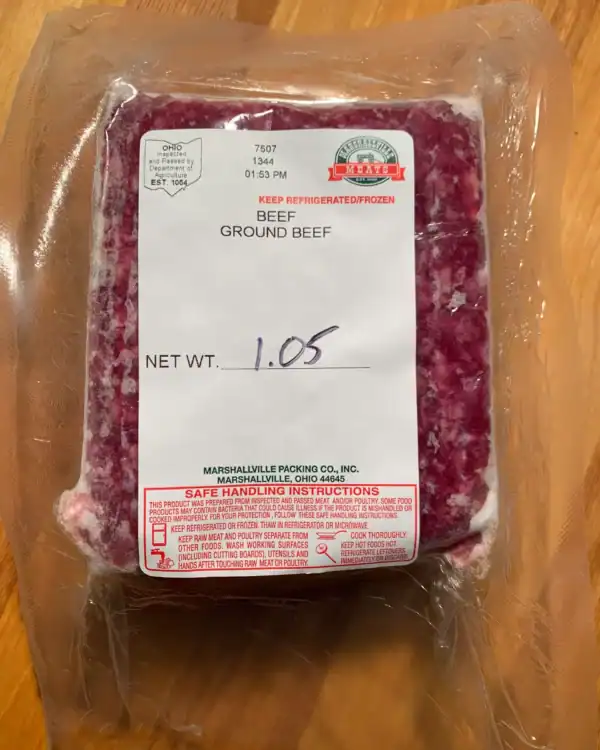 OHIO
Inspected
and Passed by
Department of
Agriculture
EST. 1064
7507
1344
01:53 PM
MARSHALLVILLE
MEATS
KEEP REFRIGERATED/FROZEN
BEEF
GROUND BEEF
NET WT. 1.05
MARSHALLVILLE PACKING CO., INC.
MARSHALLVILLE, OHIO 44645
SAFE HANDLING INSTRUCTIONS
THIS PRODUCT WAS PREPARED FROM INSPECTED AND PASSED MEAT AND/OR POULTRY. SOME FOOD
PRODUCTS MAY CONTAIN BACTERIA THAT COULD CAUSE ILLNESS IF THE PRODUCT IS MISHANDLED OR
COOKED IMPROPERLY. FOR YOUR PROTECTION, FOLLOW THESE SAFE HANDLING INSTRUCTIONS.
KEEP REFRIGERATED OR FROZEN. THAW IN REFRIGERATOR OR MICROWAVE.
KEEP RAW MEAT AND POULTRY SEPARATE FROM
OTHER FOODS. WASH WORKING SURFACES
(INCLUDING CUTTING BOARDS), UTENSILS AND
HANDS AFTER TOUCHING RAW MEAT OR POULTRY.
COOK THOROUGHLY.
KEEP HOT FOODS HOT.
REFRIGERATE LEFTOVERS
IMMEDIATELY OR DISCARD.